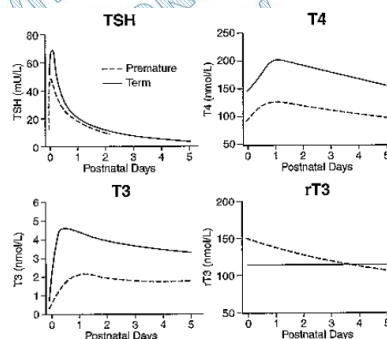 TSH
TSH (mU/L)
80
60
40
20
0
Premature
Term
0 1 2 3 4 5
Postnatal Days
T4
T4 (nmol/L)
250
200
150
100
50
0 1 2 3 4 5
Postnatal Days
T3
T3 (nmol/L)
6
5
4
3
2
1
0
0 1 2 3 4 5
Postnatal Days
rT3
rT3 (nmol/L)
250
200
150
100
50
0 1 2 3 4 5
Postnatal Days